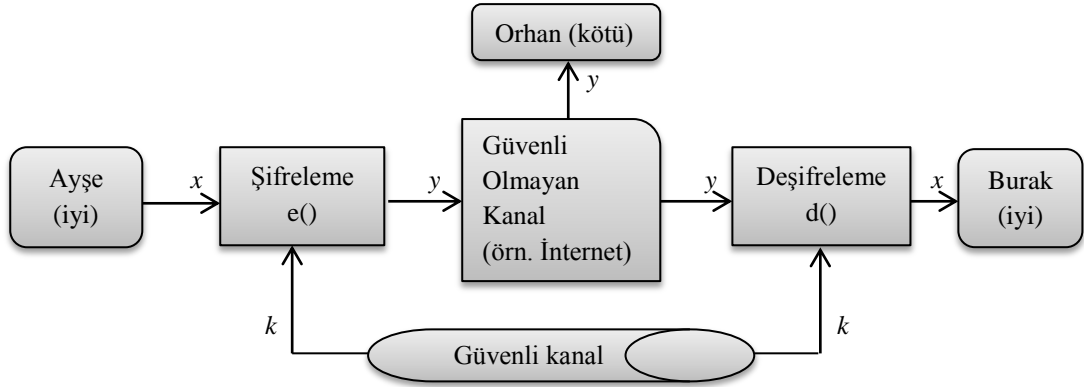 Orhan (kötü)
y
Ayşe
(iyi)
x
Şifreleme
e()
y
Güvenli
Olmayan
Kanal
(örn. İnternet)
y
Deşifreleme
d()
x
Burak
(iyi)
k
Güvenli kanal
k